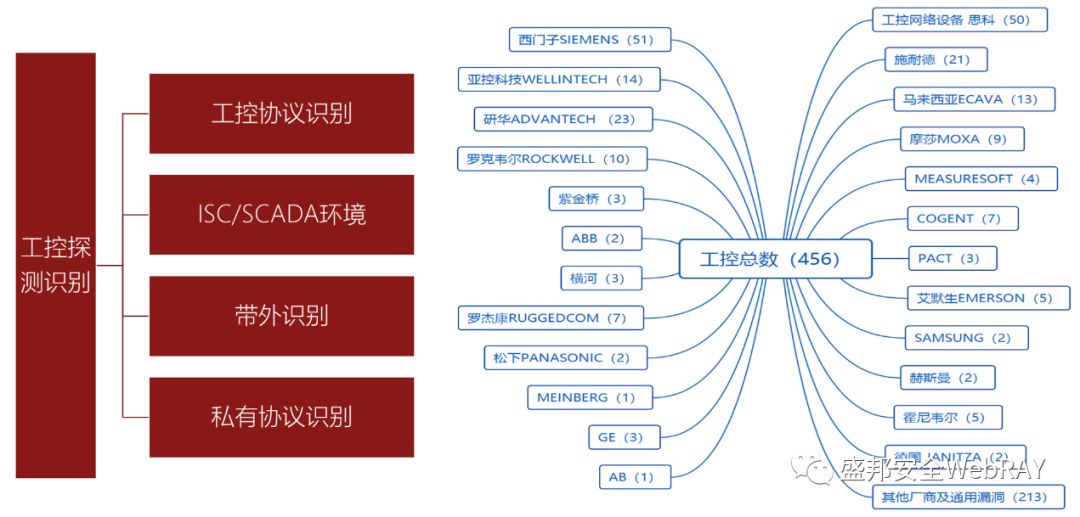 工控探
测识别
工控协议识别
ISC/SCADA环境
带外识别
私有协议识别
西门子SIEMENS（51）
亚控科技WELLINTECH（14）
研华ADVANTECH （23）
罗克韦尔ROCKWELL（10）
紫金桥（3）
ABB（2）
横河（3）
罗杰康RUGGEDCOM（7）
松下PANASONIC（2）
MEINBERG（1）
GE（3）
AB（1）
工控总数（456）
工控网络设备 思科（50）
施耐德（21）
马来西亚ECAVA（13）
摩莎MOXA（9）
MEASURESOFT（4）
COGENT（7）
PACT（3）
艾默生EMERSON（5）
SAMSUNG（2）
赫斯曼（2）
霍尼韦尔（5）
德国JANITZA（2）
其他厂商及通用漏洞（213）
盛邦安全WebRAY